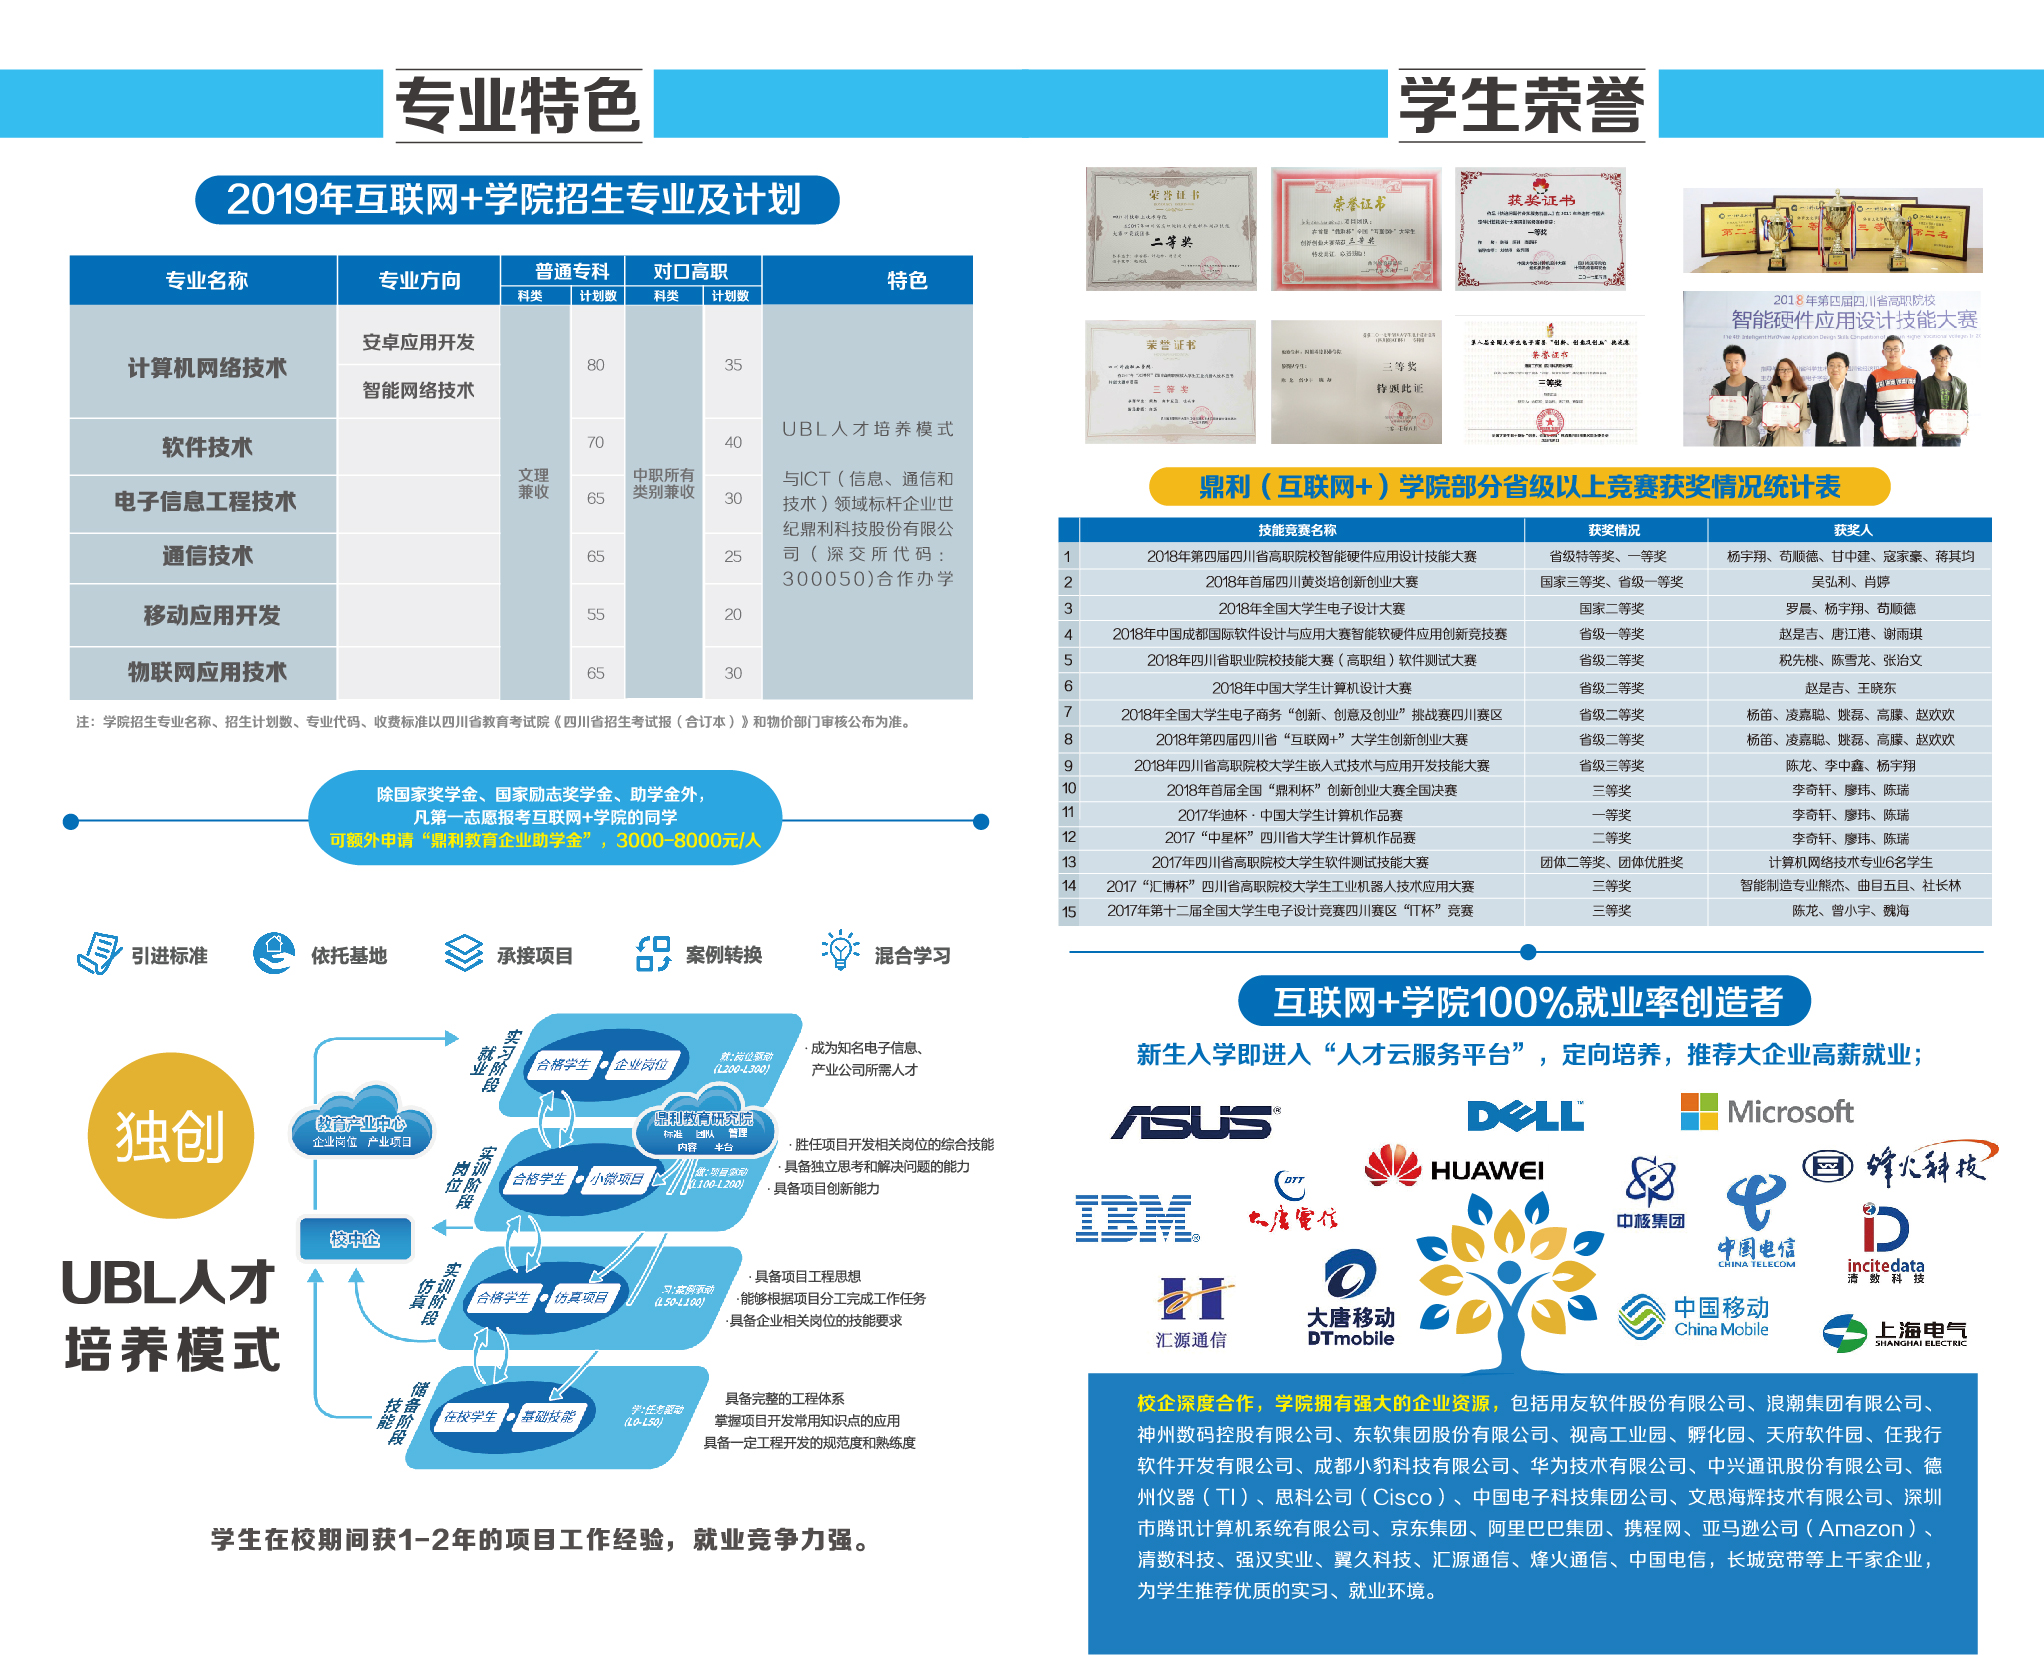 专业特色
2019年互联网+学院招生专业及计划
专业名称 专业方向 普通专科 对口高职 特色
科类 计划数 科类 计划数
计算机网络技术 安卓应用开发 智能网络技术 80 35
软件技术 70 40
电子信息工程技术 65 30
通信技术 65 25
移动应用开发 55 20
物联网应用技术 65 30
文理
兼收
中职所有
类别兼收
UBL人才培养模式
与ICT（信息、通信和
技术）领域标杆企业世
纪鼎利科技股份有限公
司（深交所代码：
300050)合作办学
注：学院招生专业名称、招生计划数、专业代码、收费标准以四川省教育考试院《四川省招生考试报（合订本）》和物价部门审核公布为准。
除国家奖学金、国家励志奖学金、助学金外，
凡第一志愿报考互联网+学院的同学
可额外申请“鼎利教育企业助学金”，3000-8000元/人
引进标准 依托基地 承接项目 案例转换 混合学习
独创
UBL人才
培养模式
实习阶段
就业
合格学生 企业岗位
就:岗位驱动
(L200-L300)
·成为知名电子信息、
产业公司所需人才
教育产业中心
企业岗位 产业项目
鼎利教育研究院
标准 团队 管理
内容 平台
实训阶段
岗位
合格学生 小微项目
做:项目驱动
(L100-L200)
·胜任项目开发相关岗位的综合技能
·具备独立思考和解决问题的能力
·具备项目创新能力
校中企
实训阶段
仿真
合格学生 仿真项目
习:案例驱动
(L50-L100)
·具备项目工程思想
·能够根据项目分工完成工作任务
·具备企业相关岗位的技能要求
储备阶段
技能
在校学生 基础技能
学:任务驱动
(L0-L50)
具备完整的工程体系
掌握项目开发常用知识点的应用
具备一定工程开发的规范度和熟练度
学生在校期间获1-2年的项目工作经验，就业竞争力强。
学生荣誉
荣誉证书
二等奖
荣誉证书
三等奖
获奖证书
一等奖
荣誉证书
三等奖
三等奖
特颁此证
荣誉证书
三等奖
2018年第四届四川省高职院校
智能硬件应用设计技能大赛
鼎利（互联网+）学院部分省级以上竞赛获奖情况统计表
技能竞赛名称 获奖情况 获奖人
1 2018年第四届四川省高职院校智能硬件应用设计技能大赛 省级特等奖、一等奖 杨宇翔、苟顺德、甘中建、寇家豪、蒋其均
2 2018年首届四川黄炎培创新创业大赛 国家三等奖、省级一等奖 吴弘利、肖婷
3 2018年全国大学生电子设计大赛 国家二等奖 罗晨、杨宇翔、苟顺德
4 2018年中国成都国际软件设计与应用大赛智能软硬件应用创新竞技赛 省级一等奖 赵是吉、唐江港、谢雨琪
5 2018年四川省职业院校技能大赛（高职组）软件测试大赛 省级二等奖 税先桃、陈雪龙、张治文
6 2018年中国大学生计算机设计大赛 省级二等奖 赵是吉、王晓东
7 2018年全国大学生电子商务“创新、创意及创业”挑战赛四川赛区 省级二等奖 杨笛、凌嘉聪、姚磊、高朦、赵欢欢
8 2018年第四届四川省“互联网+”大学生创新创业大赛 省级二等奖 杨笛、凌嘉聪、姚磊、高朦、赵欢欢
9 2018年四川省高职院校大学生嵌入式技术与应用开发技能大赛 省级三等奖 陈龙、李中鑫、杨宇翔
10 2018年首届全国“鼎利杯”创新创业大赛全国决赛 三等奖 李奇轩、廖玮、陈瑞
11 2017华迪杯·中国大学生计算机作品赛 一等奖 李奇轩、廖玮、陈瑞
12 2017“中星杯”四川省大学生计算机作品赛 二等奖 李奇轩、廖玮、陈瑞
13 2017年四川省高职院校大学生软件测试技能大赛 团体二等奖、团体优胜奖 计算机网络技术专业6名学生
14 2017“汇博杯”四川省高职院校大学生工业机器人技术应用大赛 三等奖 智能制造专业熊杰、曲目五且、社长林
15 2017年第十二届全国大学生电子设计竞赛四川赛区“IT杯”竞赛 三等奖 陈龙、曾小宇、魏海
互联网+学院100%就业率创造者
新生入学即进入“人才云服务平台”，定向培养，推荐大企业高薪就业；
ASUS® DELL™ Microsoft
HUAWEI 烽火科技
IBM® DTT 大唐电信 中核集团 中国电信 CHINA TELECOM incitedata 清数科技
汇源通信 大唐移动 DTmobile 中国移动 China Mobile 上海电气 SHANGHAI ELECTRIC
校企深度合作，学院拥有强大的企业资源，包括用友软件股份有限公司、浪潮集团有限公司、
神州数码控股有限公司、东软集团股份有限公司、视高工业园、孵化园、天府软件园、任我行
软件开发有限公司、成都小豹科技有限公司、华为技术有限公司、中兴通讯股份有限公司、德
州仪器（TI）、思科公司（Cisco）、中国电子科技集团公司、文思海辉技术有限公司、深圳
市腾讯计算机系统有限公司、京东集团、阿里巴巴集团、携程网、亚马逊公司（Amazon）、
清数科技、强汉实业、翼久科技、汇源通信、烽火通信、中国电信，长城宽带等上千家企业，
为学生推荐优质的实习、就业环境。